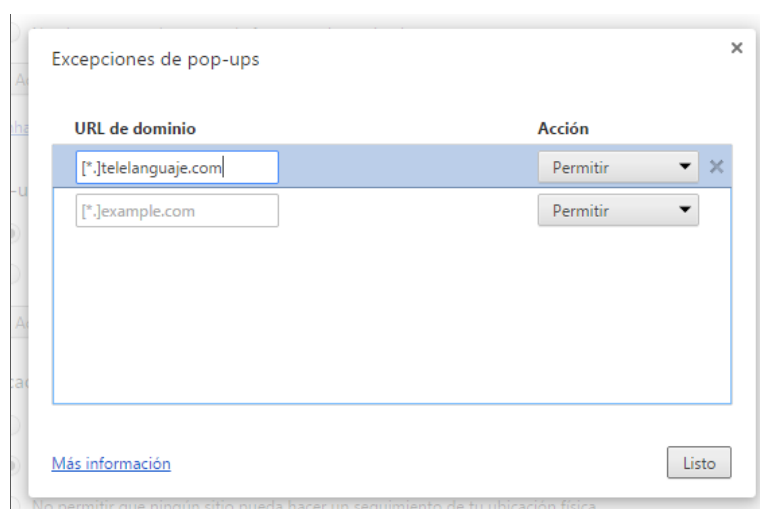 Excepciones de pop-ups
URL de dominio Acción
[*.]telelanguaje.com Permitir
[*.]example.com Permitir
Más información Listo
No permitir que ningún sitio pueda hacer un seguimiento de tu ubicación física